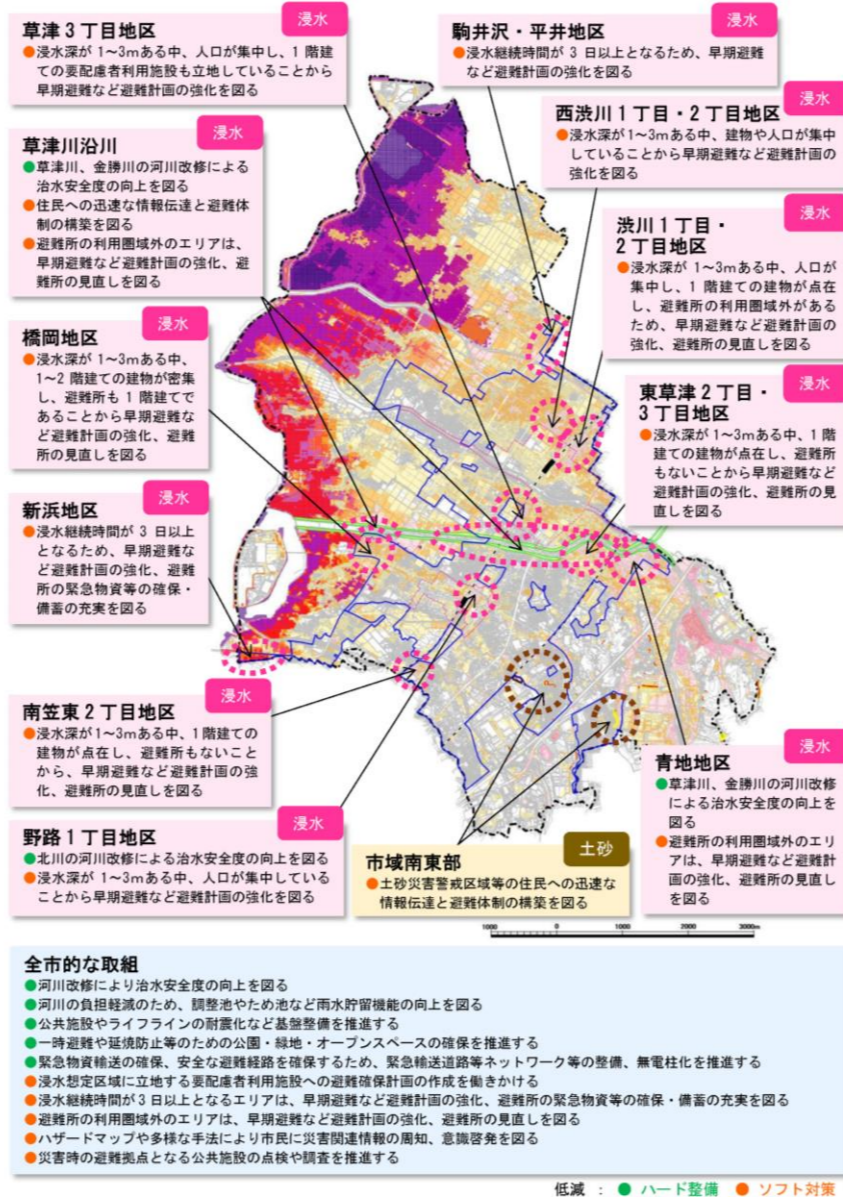 草津3丁目地区
浸水
●浸水深が 1~3mある中、人口が集中し、1 階建
ての要配慮者利用施設も立地していることから
早期避難など避難計画の強化を図る
駒井沢・平井地区
浸水
●浸水継続時間が 3 日以上となるため、早期避難
など避難計画の強化を図る
草津川沿川
浸水
●草津川、金勝川の河川改修による
治水安全度の向上を図る
●住民への迅速な情報伝達と避難体
制の構築を図る
●避難所の利用圏域外のエリアは、
早期避難など避難計画の強化、避
難所の見直しを図る
西渋川1丁目・2丁目地区
浸水
●浸水深が1~3mある中、建物や人口が集中
していることから早期避難など避難計画の
強化を図る
渋川1丁目・
2丁目地区
浸水
●浸水深が 1~3mある中、人口が
集中し、1 階建ての建物が点在
し、避難所の利用圏域外がある
ため、早期避難など避難計画の
強化、避難所の見直しを図る
橋岡地区
浸水
●浸水深が 1~3mある中、
1~2 階建ての建物が密集
し、避難所も 1 階建てで
あることから早期避難な
ど避難計画の強化、避難
所の見直しを図る
東草津2丁目・
3丁目地区
浸水
●浸水深が 1~3mある中、1 階
建ての建物が点在し、避難所
もないことから早期避難など
避難計画の強化、避難所の見
直しを図る
新浜地区
浸水
●浸水継続時間が 3 日以上
となるため、早期避難な
ど避難計画の強化、避難
所の緊急物資等の確保・
備蓄の充実を図る
南笠東2丁目地区
浸水
●浸水深が1~3mある中、1階建ての
建物が点在し、避難所もないこと
から、早期避難など避難計画の強
化、避難所の見直しを図る
青地地区
浸水
●草津川、金勝川の河川改修
による治水安全度の向上を
図る
●避難所の利用圏域外のエリ
アは、早期避難など避難計
画の強化、避難所の見直し
を図る
野路1丁目地区
浸水
●北川の河川改修による治水安全度の向上を図る
●浸水深が 1~3mある中、人口が集中している
ことから早期避難など避難計画の強化を図る
市域南東部
土砂
●土砂災害警戒区域等の住民への迅速な
情報伝達と避難体制の構築を図る
1000 0 1000 2000 3000m
全市的な取組
●河川改修により治水安全度の向上を図る
●河川の負担軽減のため、調整池やため池など雨水貯留機能の向上を図る
●公共施設やライフラインの耐震化など基盤整備を推進する
●一時避難や延焼防止等のための公園・緑地・オープンスペースの確保を推進する
●緊急物資輸送の確保、安全な避難経路を確保するため、緊急輸送道路等ネットワーク等の整備、無電柱化を推進する
●浸水想定区域に立地する要配慮者利用施設への避難確保計画の作成を働きかける
●浸水継続時間が3日以上となるエリアは、早期避難など避難計画の強化、避難所の緊急物資等の確保・備蓄の充実を図る
●避難所の利用圏域外のエリアは、早期避難など避難計画の強化、避難所の見直しを図る
●ハザードマップや多様な手法により市民に災害関連情報の周知、意識啓発を図る
●災害時の避難拠点となる公共施設の点検や調査を推進する
低減 : ● ハード整備 ● ソフト対策